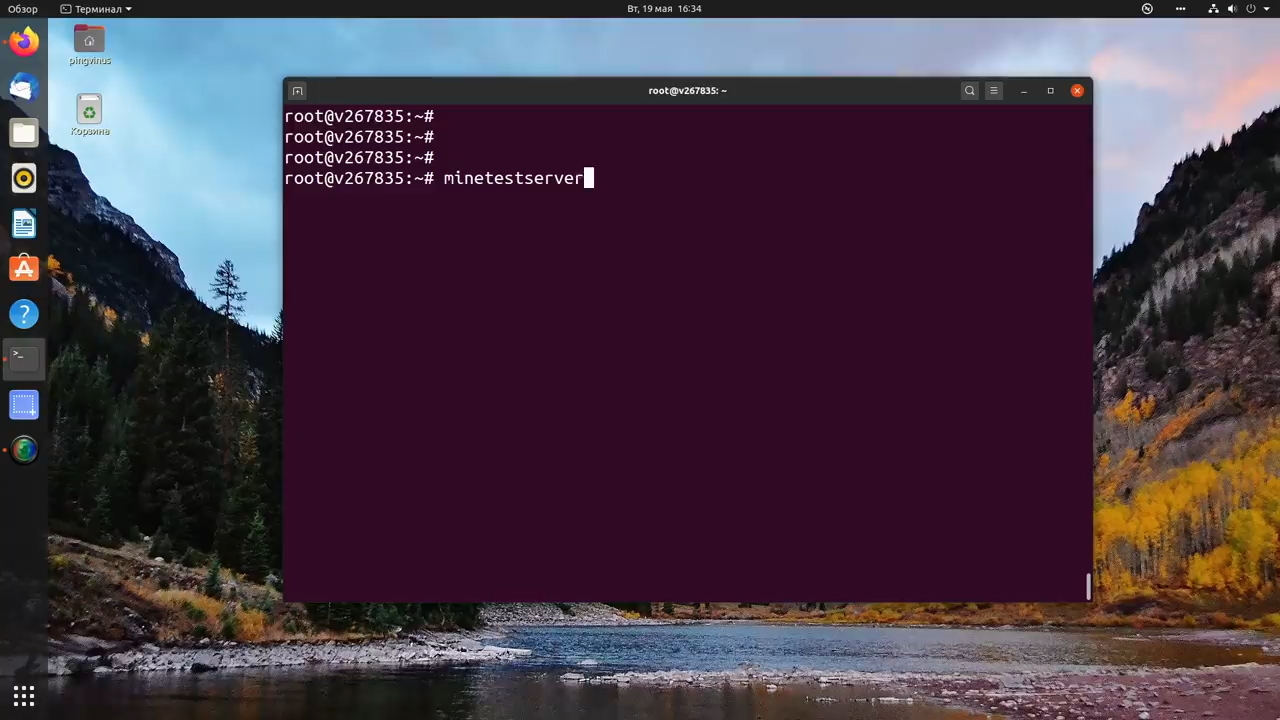 Обзор
Терминал
Вт, 19 мая 16:34
pingvinus
Корзина
root@v267835: ~
root@v267835:~#
root@v267835:~#
root@v267835:~#
root@v267835:~# minetestserver